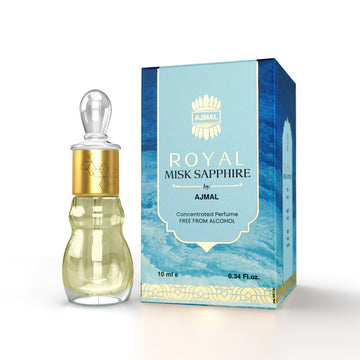 AJMAL
ROYAL
MISK SAPPHIRE
by
AJMAL
Concentrated Perfume
FREE FROM ALCOHOL
10 ml e
0.34 Fl.oz.